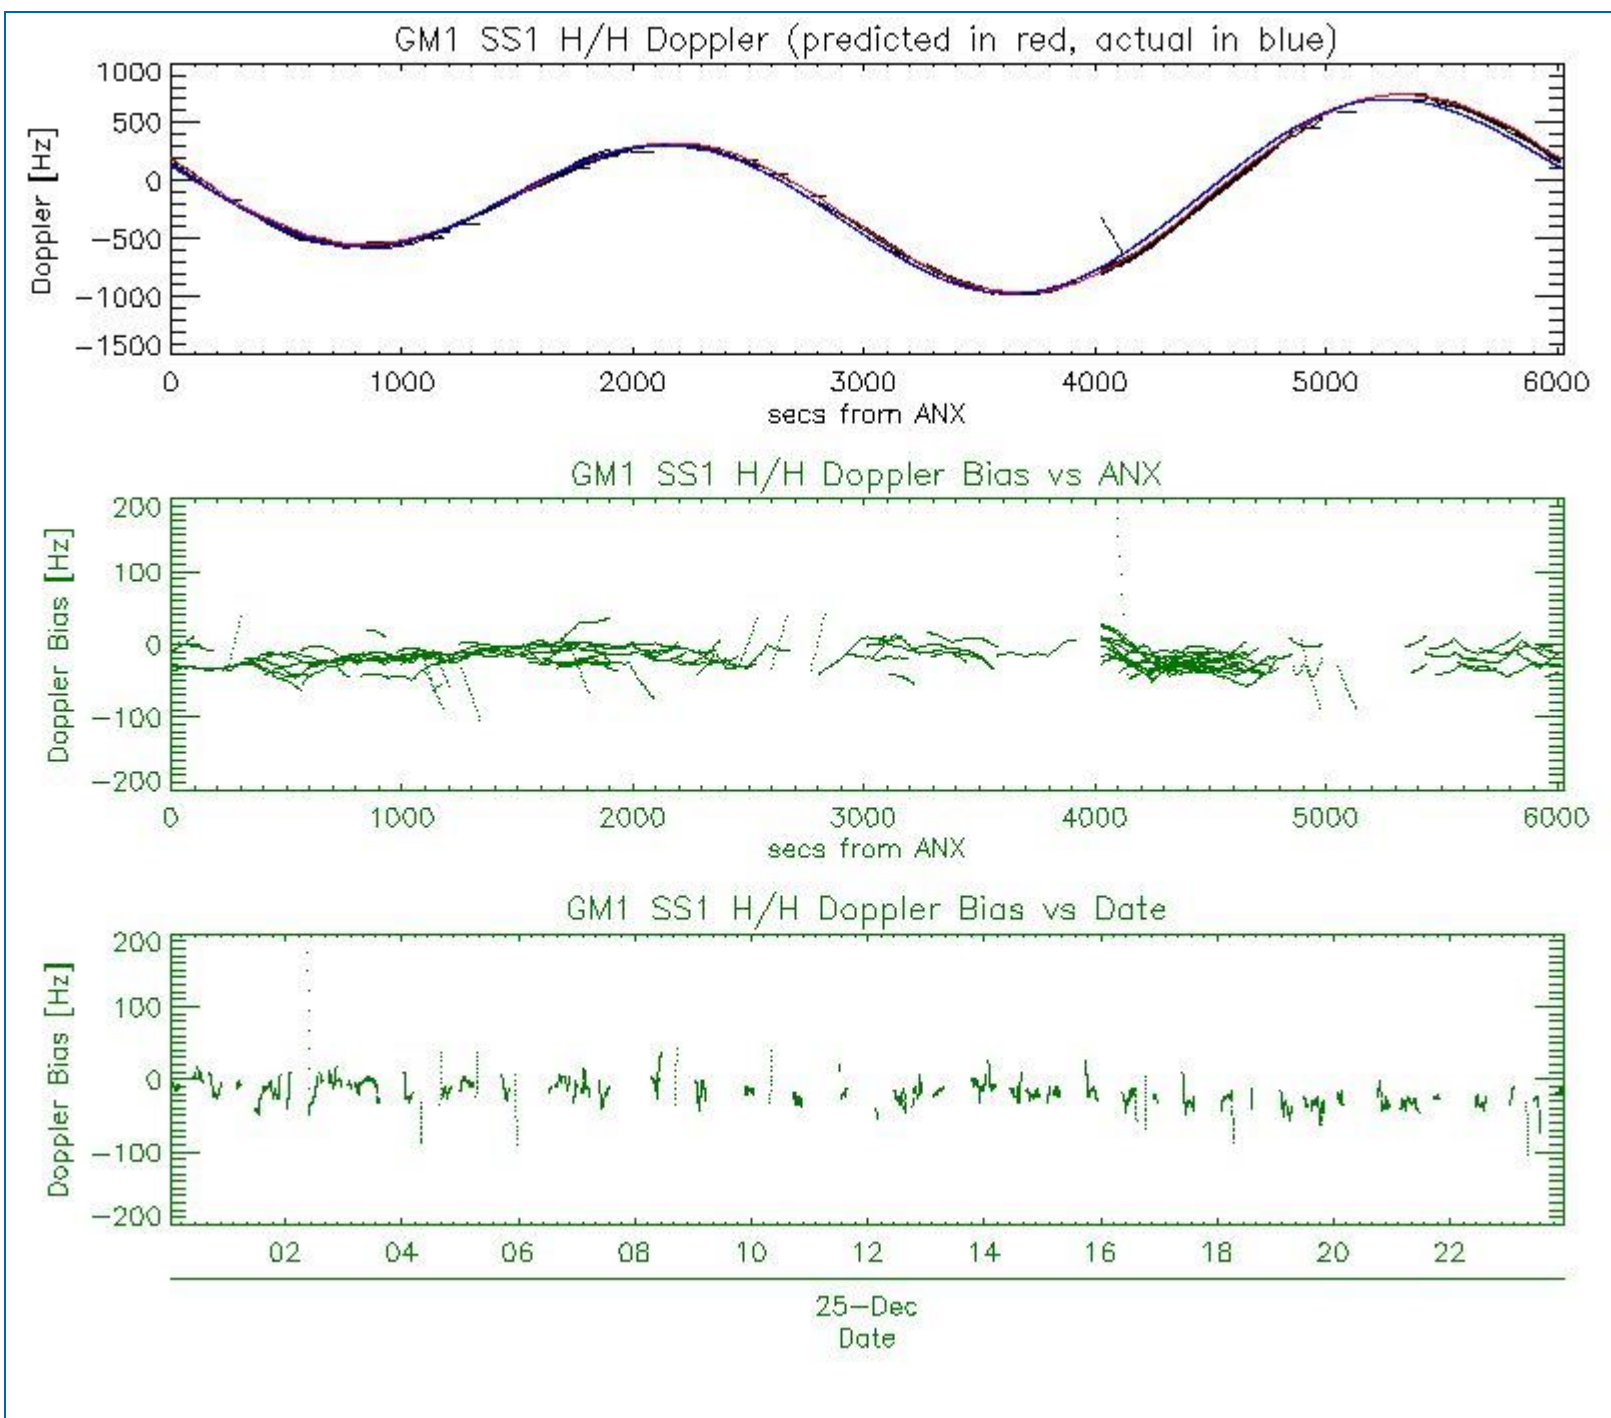 GM1 SS1 H/H Doppler (predicted in red, actual in blue)
1000
500
0
−500
−1000
−1500
Doppler [Hz]
0 1000 2000 3000 4000 5000 6000
secs from ANX
GM1 SS1 H/H Doppler Bias vs ANX
200
100
0
−100
−200
Doppler Bias [Hz]
0 1000 2000 3000 4000 5000 6000
secs from ANX
GM1 SS1 H/H Doppler Bias vs Date
200
100
0
−100
−200
Doppler Bias [Hz]
02 04 06 08 10 12 14 16 18 20 22
25−Dec
Date